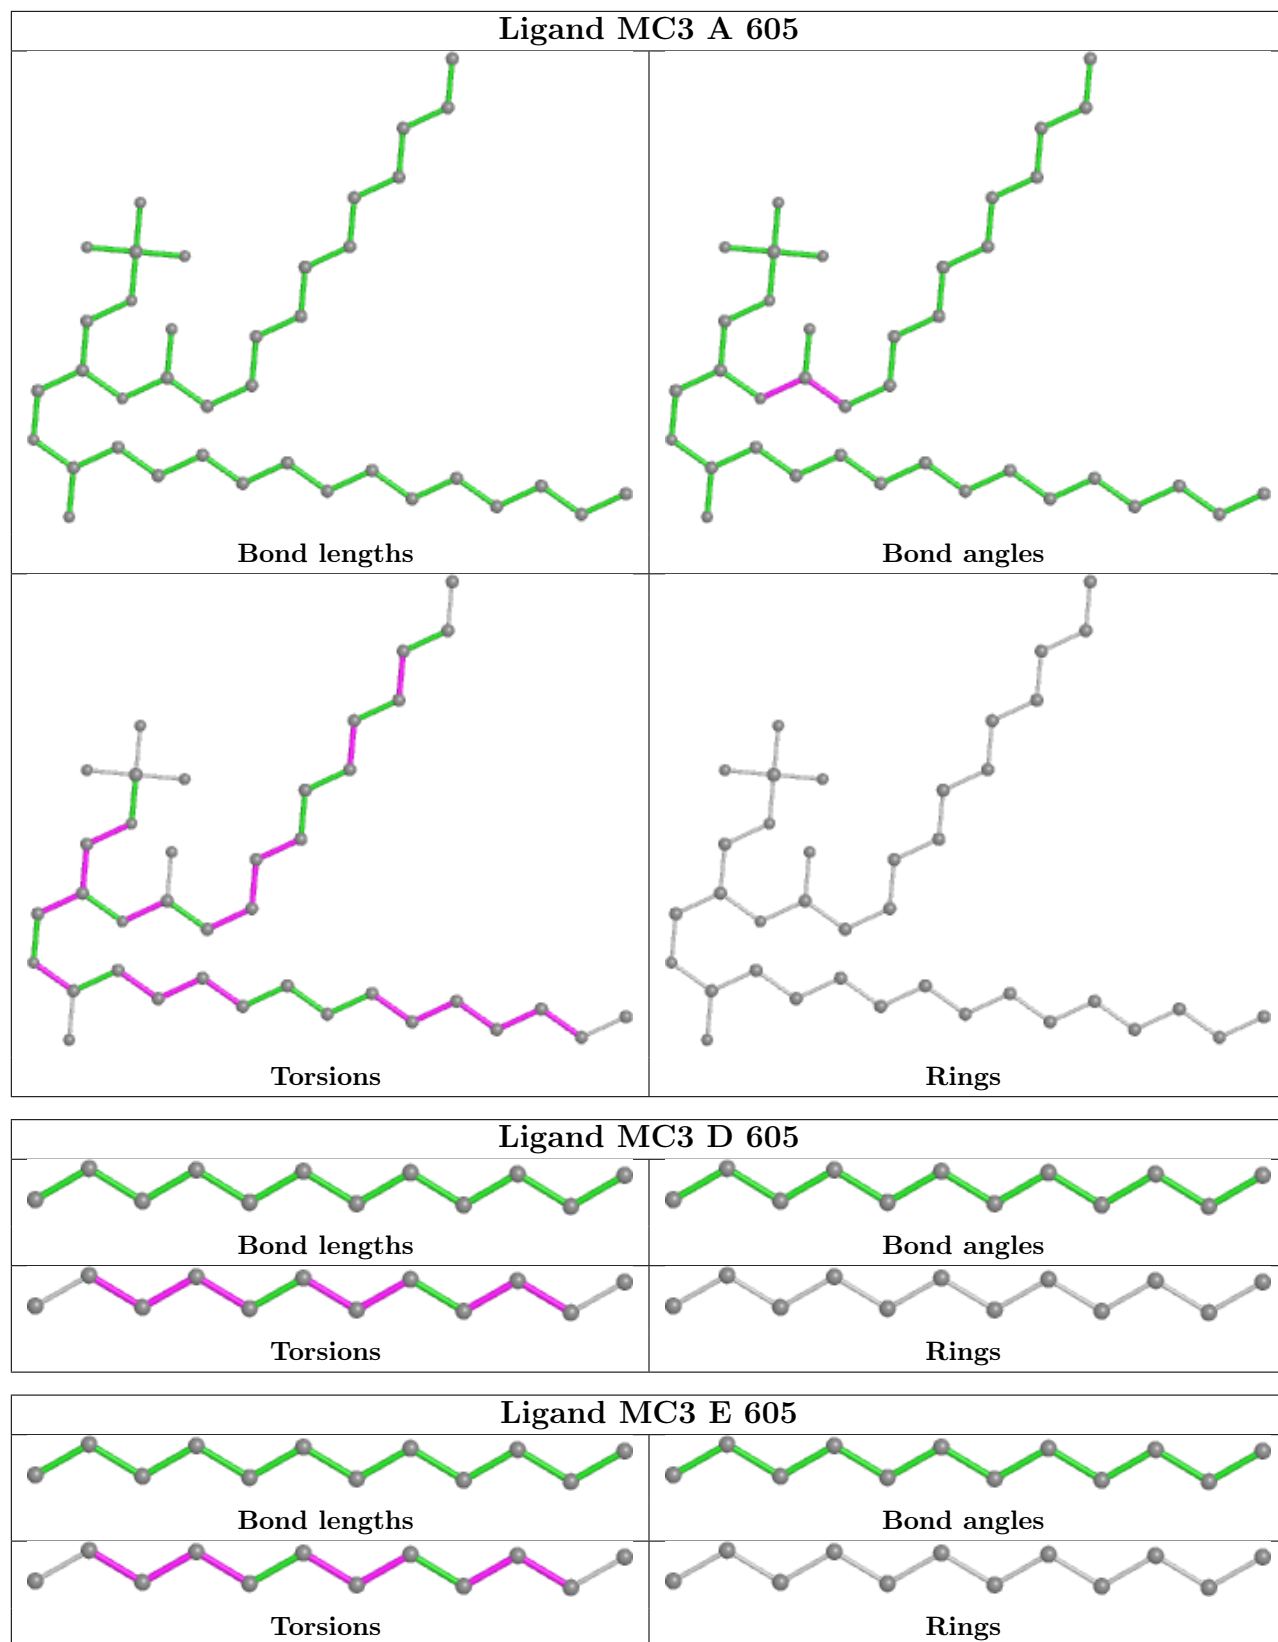 Ligand MC3 A 605
Bond lengths
Bond angles
Torsions
Rings
Ligand MC3 D 605
Bond lengths
Bond angles
Torsions
Rings
Ligand MC3 E 605
Bond lengths
Bond angles
Torsions
Rings